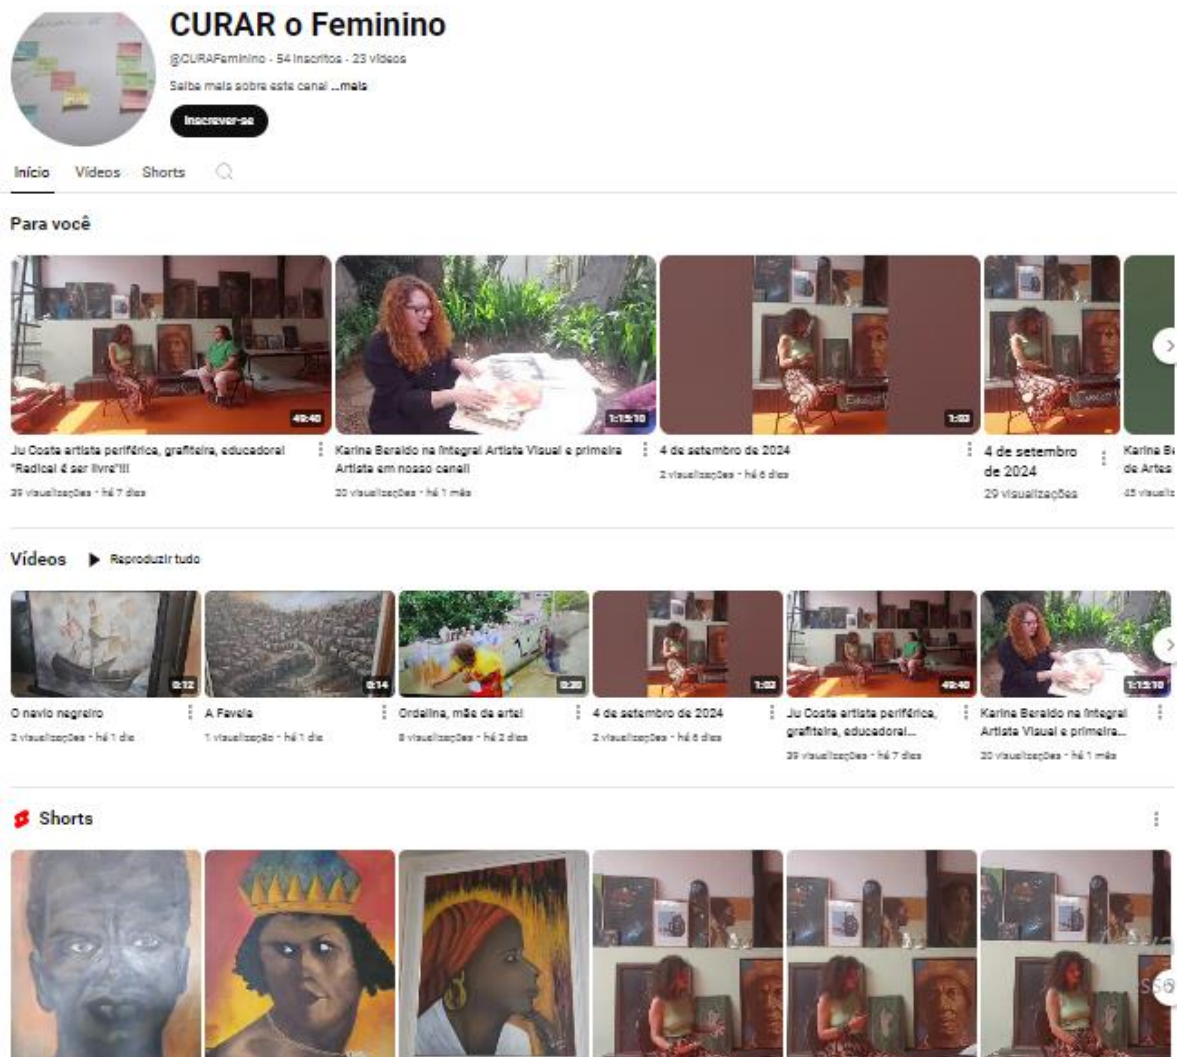 CURAR o Feminino
@CURAFeminino · 54 inscritos · 23 vídeos
Saiba mais sobre este canal ...mais
Inscrever-se
Início Vídeos Shorts
Para você
49:40
1:15:10
1:03
Ju Costa artista periférica, grafiteira, educadora!
"Radical é ser livre"!!!
39 visualizações · há 7 dias
Karina Beraldo na íntegra! Artista Visual e primeira
Artista em nosso canal!
20 visualizações · há 1 mês
4 de setembro de 2024
2 visualizações · há 6 dias
4 de setembro
de 2024
29 visualizações
Karina
de Artes
45
Vídeos Reproduzir tudo
0:12
0:14
0:20
1:03
49:40
1:15:10
O navio negreiro
2 visualizações · há 1 dia
A Favela
1 visualização · há 1 dia
Ordalina, mãe da arte!
8 visualizações · há 2 dias
4 de setembro de 2024
2 visualizações · há 6 dias
Ju Costa artista periférica,
grafiteira, educadora!...
39 visualizações · há 7 dias
Karina Beraldo na íntegra!
Artista Visual e primeira...
20 visualizações · há 1 mês
Shorts